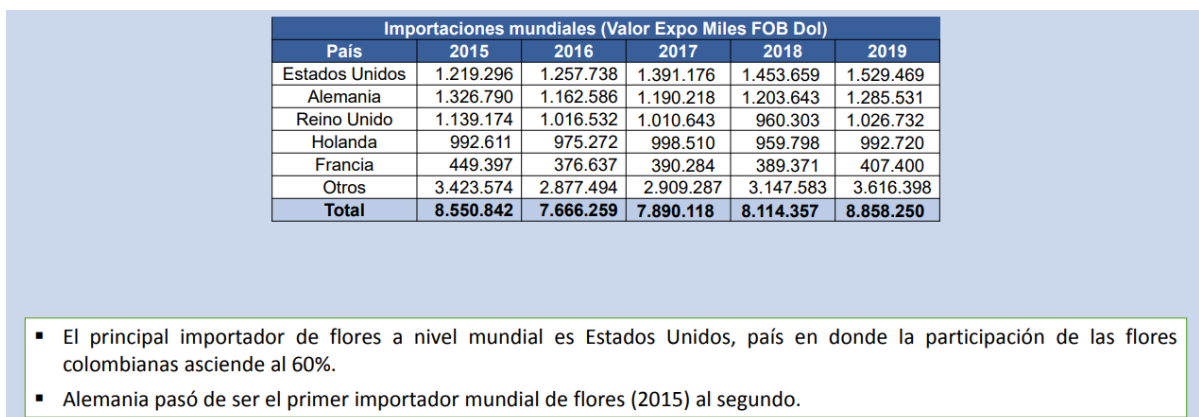 Importaciones mundiales (Valor Expo Miles FOB Dol)
País 2015 2016 2017 2018 2019
Estados Unidos 1.219.296 1.257.738 1.391.176 1.453.659 1.529.469
Alemania 1.326.790 1.162.586 1.190.218 1.203.643 1.285.531
Reino Unido 1.139.174 1.016.532 1.010.643 960.303 1.026.732
Holanda 992.611 975.272 998.510 959.798 992.720
Francia 449.397 376.637 390.284 389.371 407.400
Otros 3.423.574 2.877.494 2.909.287 3.147.583 3.616.398
Total 8.550.842 7.666.259 7.890.118 8.114.357 8.858.250
▪ El principal importador de flores a nivel mundial es Estados Unidos, país en donde la participación de las flores
colombianas asciende al 60%.
▪ Alemania pasó de ser el primer importador mundial de flores (2015) al segundo.